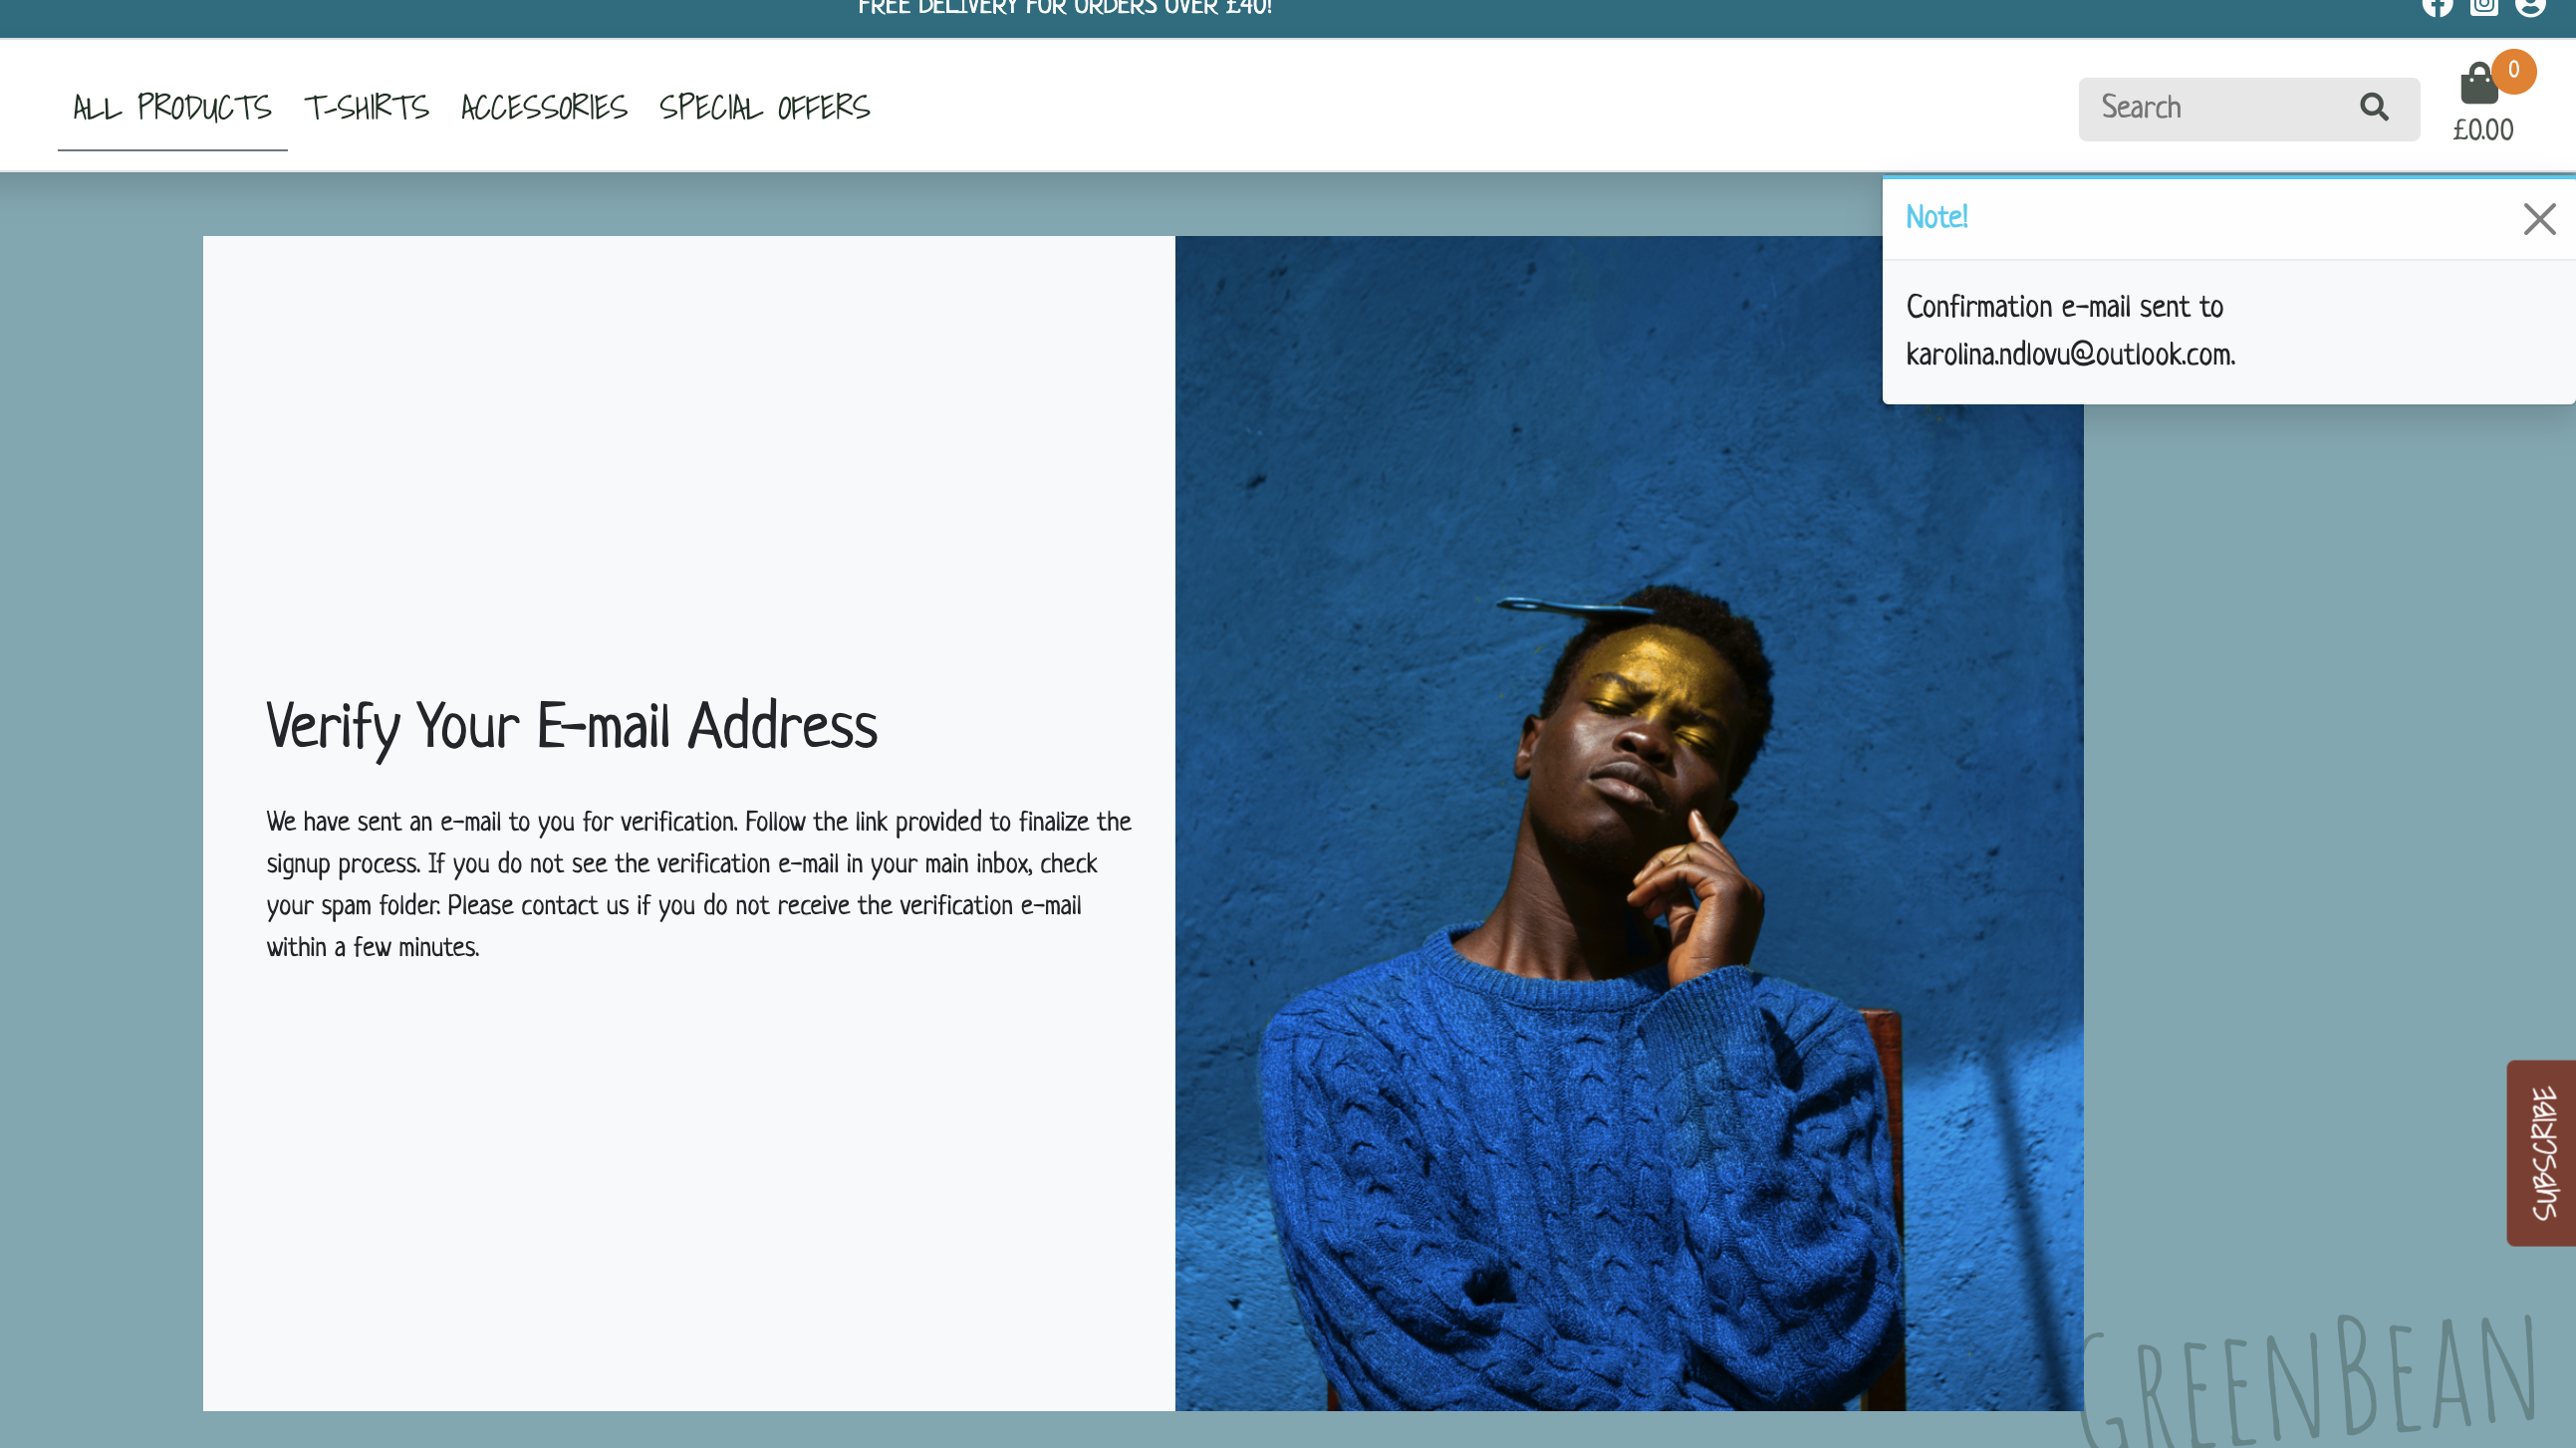 FREE DELIVERY FOR ORDERS OVER £40!
ALL PRODUCTS T-SHIRTS ACCESSORIES SPECIAL OFFERS
Search
0
£0.00
Note!
Confirmation e-mail sent to
karolina.ndlovu@outlook.com.
Verify Your E-mail Address
We have sent an e-mail to you for verification. Follow the link provided to finalize the
signup process. If you do not see the verification e-mail in your main inbox, check
your spam folder. Please contact us if you do not receive the verification e-mail
within a few minutes.
SUBSCRIBE
GREENBEAN